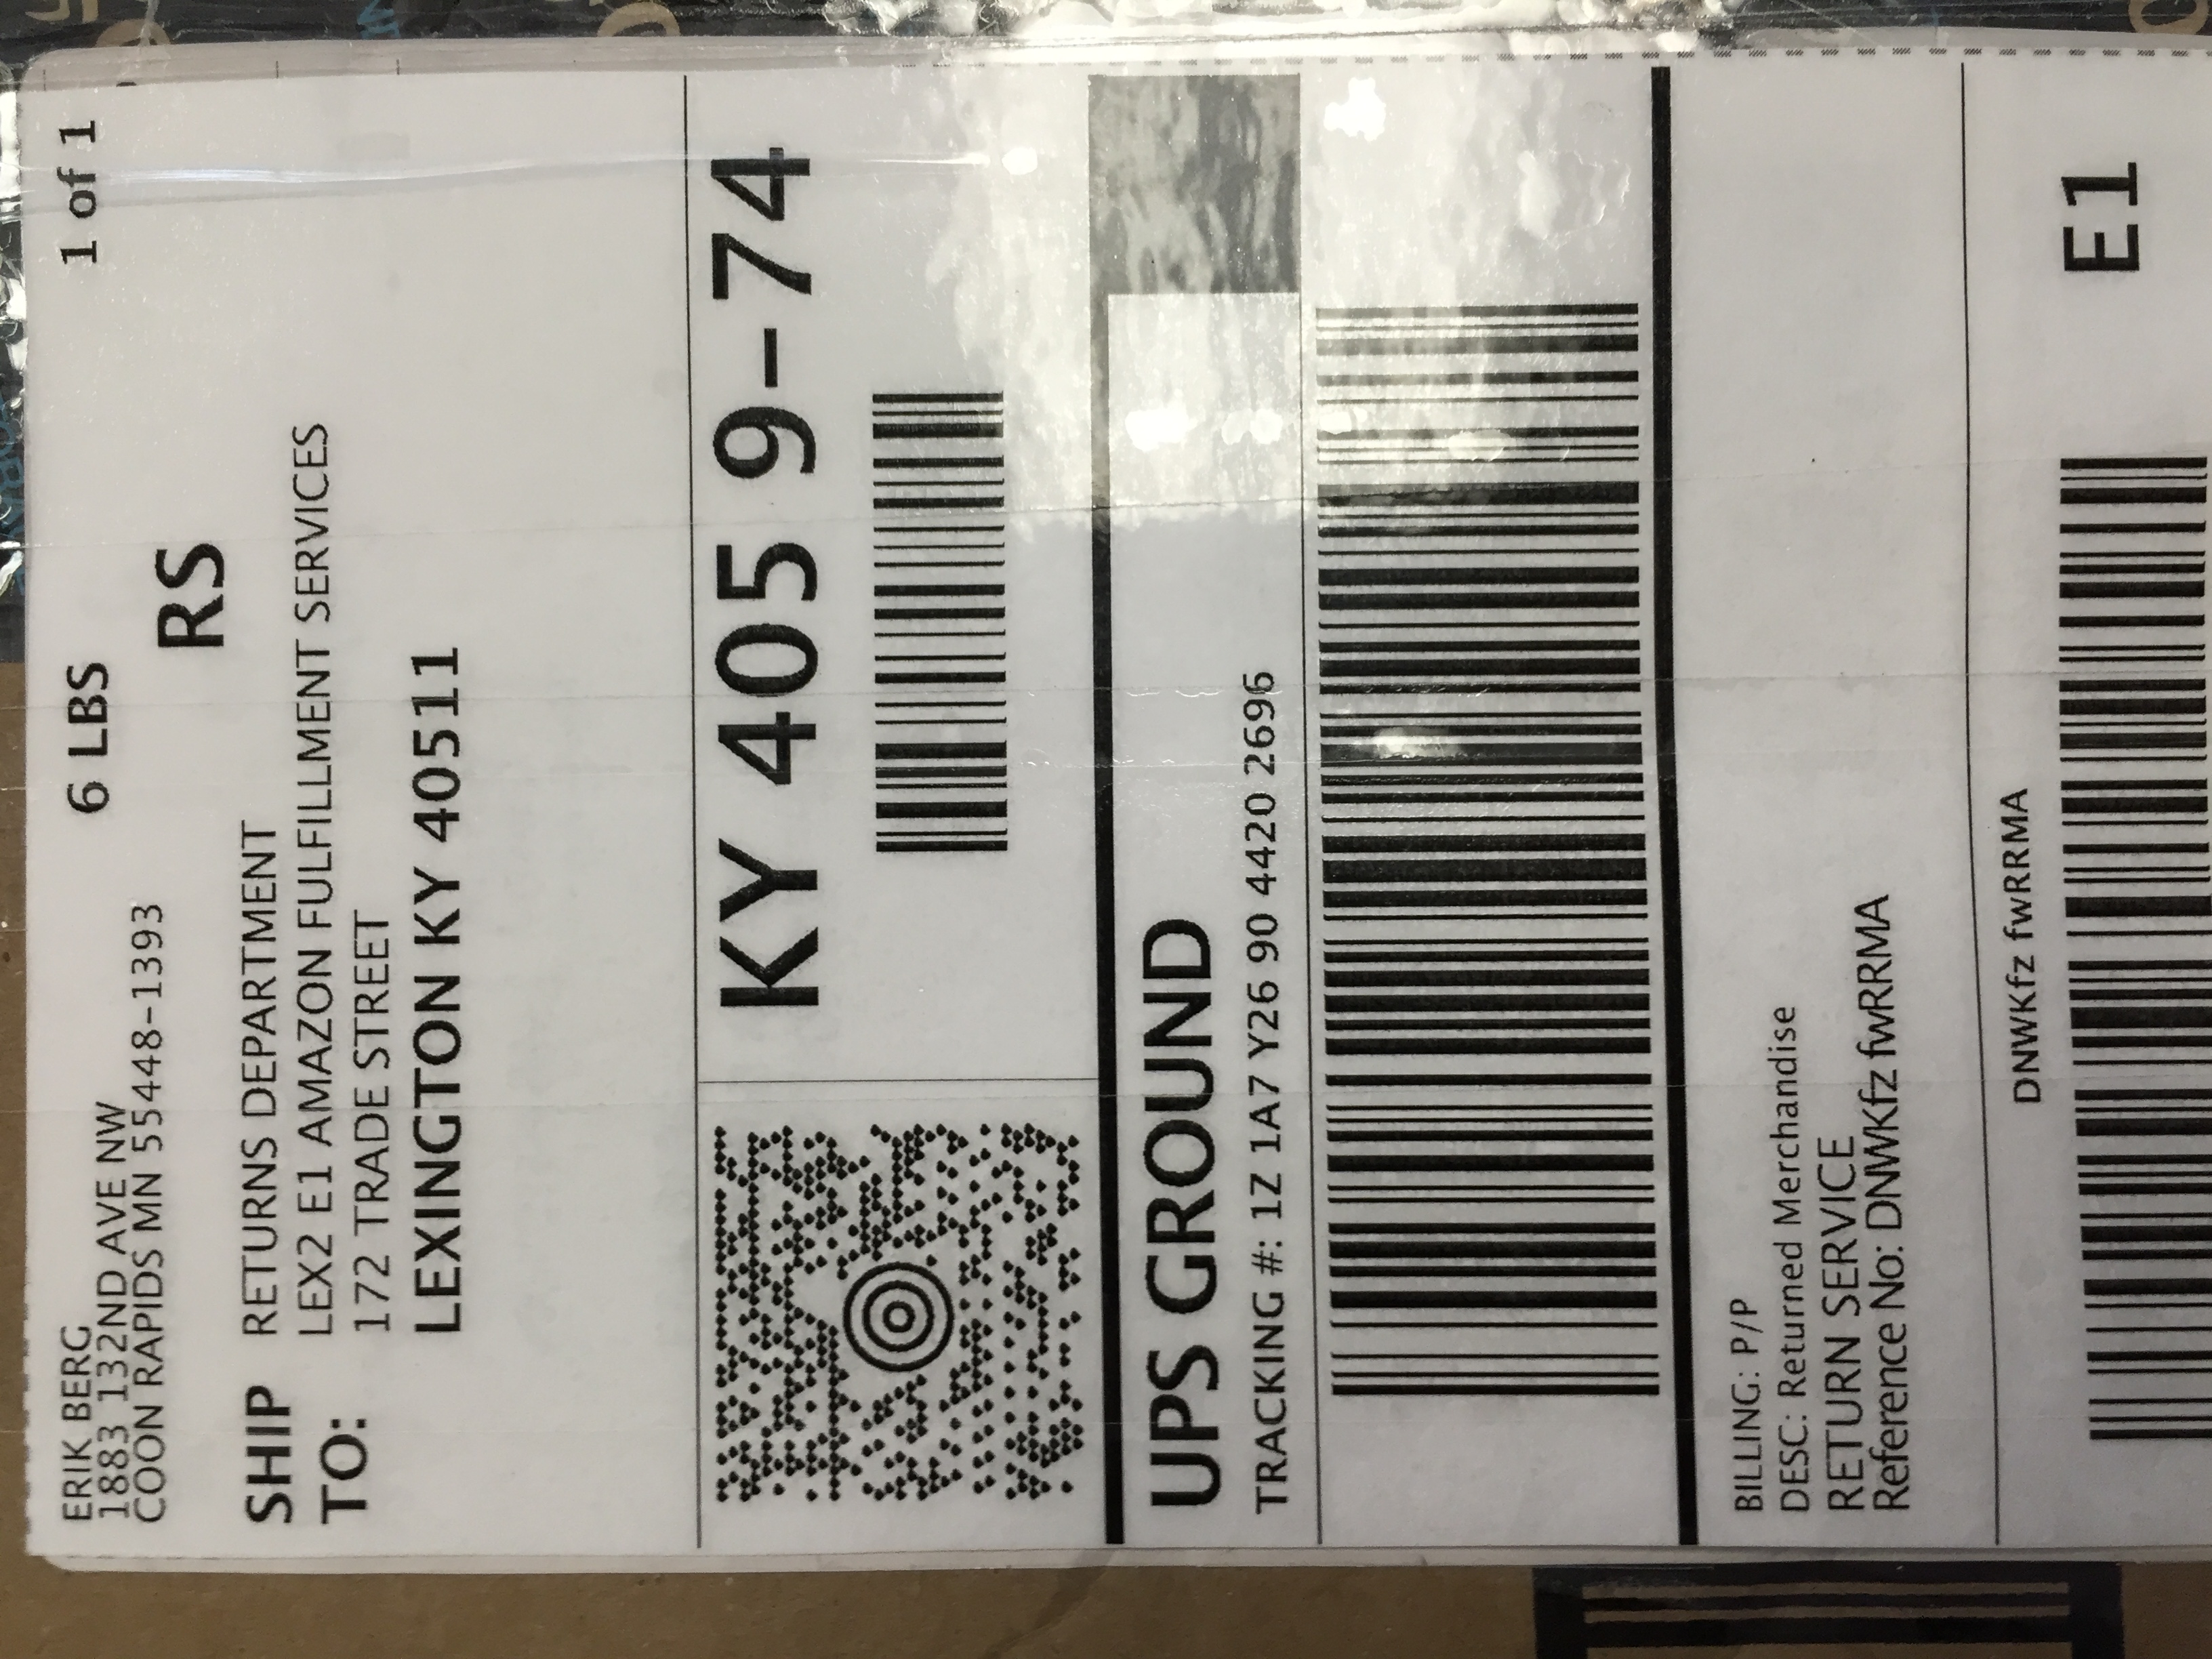 ERIK BERG 6 LBS 1 of 1
1883 132ND AVE NW
COON RAPIDS MN 55448-1393
RS
SHIP TO:
RETURNS DEPARTMENT
LEX2 E1 AMAZON FULFILLMENT SERVICES
172 TRADE STREET
LEXINGTON KY 40511
KY 405 9-74
UPS GROUND
TRACKING #: 1Z 1A7 Y26 90 4420 2696
BILLING: P/P
DESC: Returned Merchandise
RETURN SERVICE
Reference No: DNWKfz fwRRMA
DNWKfz fwRRMA
E1